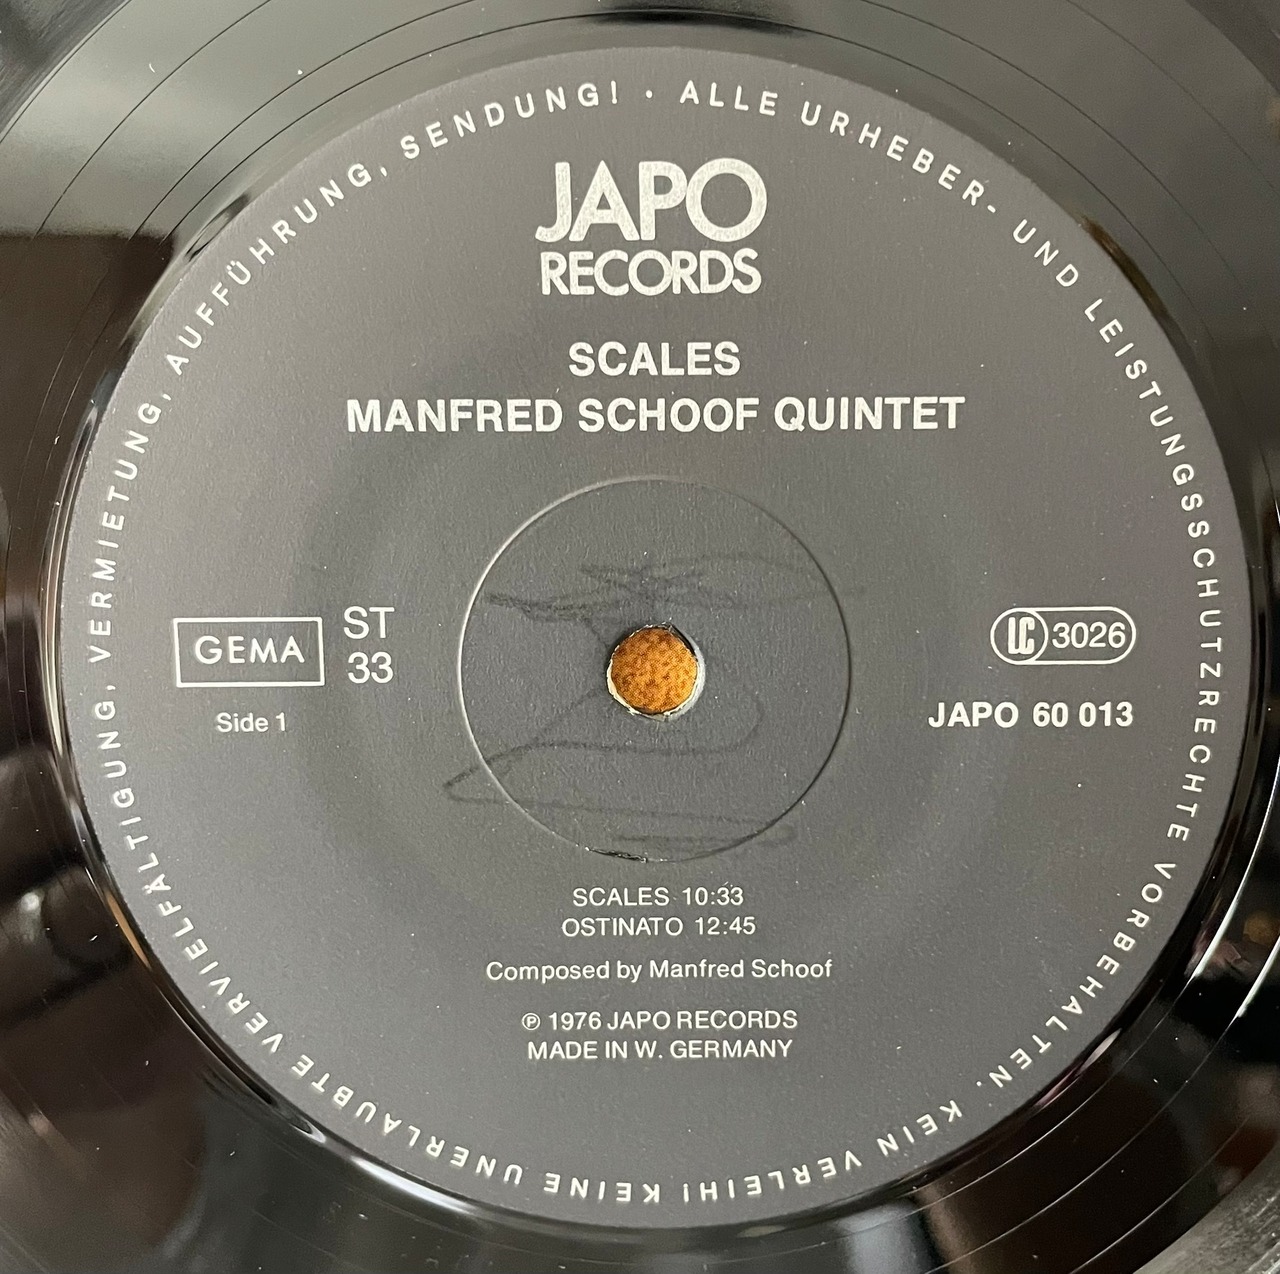 ALLE URHEBER- UND LEISTUNGSSCHUTZRECHTE VORBEHALTEN. KEIN VERLEIH! KEINE UNERLAUBTE VERVIELFÄLTIGUNG, VERMIETUNG, AUFFÜHRUNG, SENDUNG! ·
JAPO
RECORDS
SCALES
MANFRED SCHOOF QUINTET
GEMA
ST
33
Side 1
LC 3026
JAPO 60 013
SCALES 10:33
OSTINATO 12:45
Composed by Manfred Schoof
℗ 1976 JAPO RECORDS
MADE IN W. GERMANY